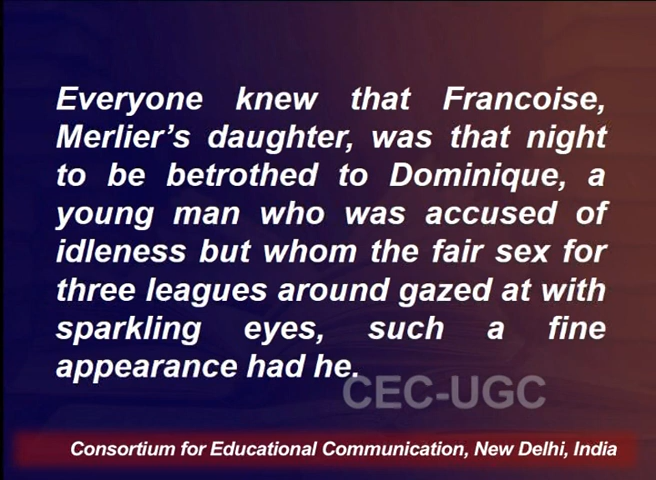 Everyone knew that Francoise,
Merlier's daughter, was that night
to be betrothed to Dominique, a
young man who was accused of
idleness but whom the fair sex for
three leagues around gazed at with
sparkling eyes, such a fine
appearance had he.
CEC-UGC
Consortium for Educational Communication, New Delhi, India